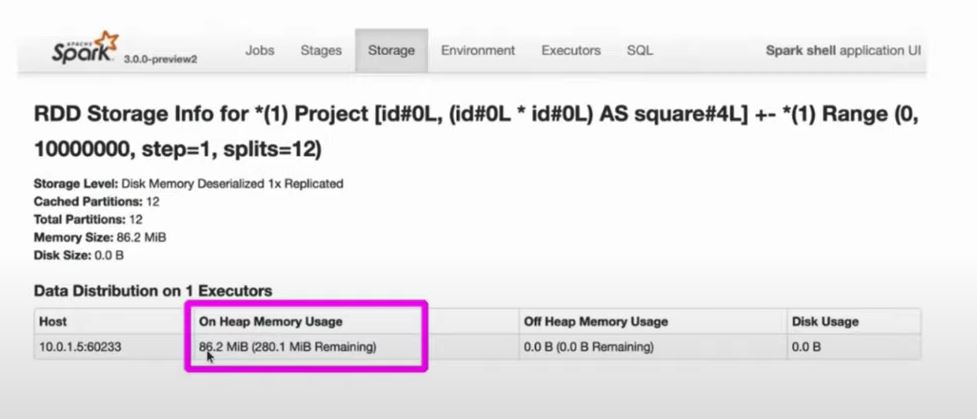 APACHE
Spark 3.0.0-preview2 Jobs Stages Storage Environment Executors SQL Spark shell application UI
RDD Storage Info for *(1) Project [id#0L, (id#0L * id#0L) AS square#4L] +- *(1) Range (0,
10000000, step=1, splits=12)
Storage Level: Disk Memory Deserialized 1x Replicated
Cached Partitions: 12
Total Partitions: 12
Memory Size: 86.2 MiB
Disk Size: 0.0 B
Data Distribution on 1 Executors
Host On Heap Memory Usage Off Heap Memory Usage Disk Usage
10.0.1.5:60233 86.2 MiB (280.1 MiB Remaining) 0.0 B (0.0 B Remaining) 0.0 B